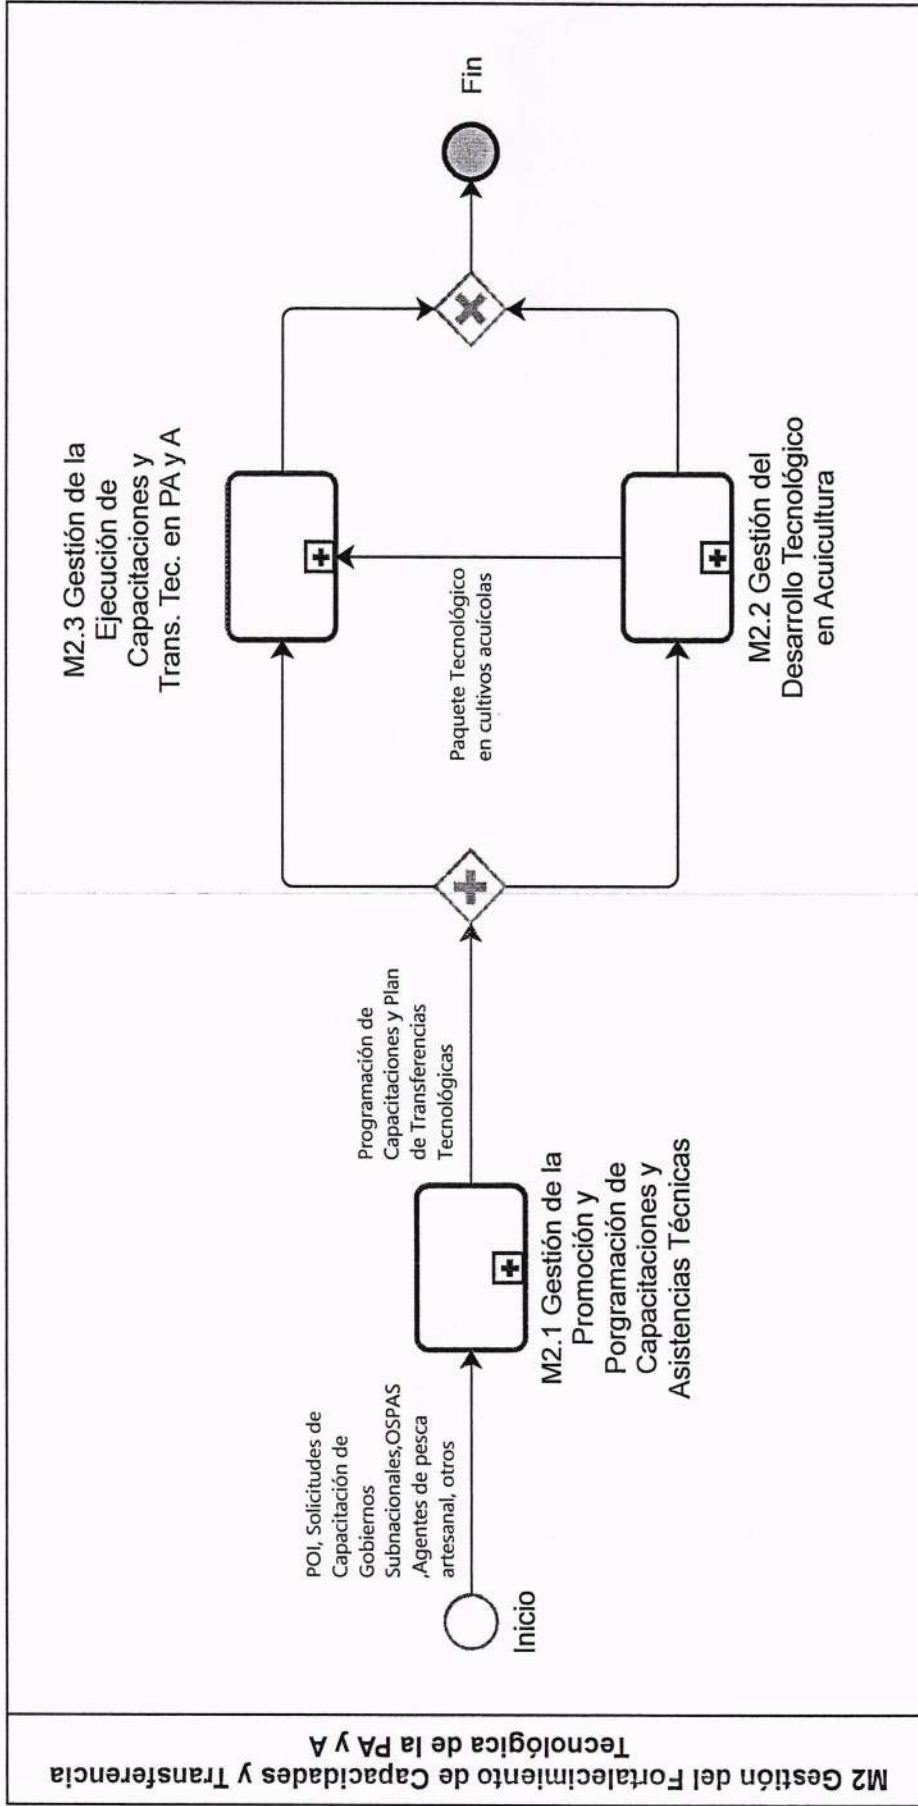 M2 Gestión del Fortalecimiento de Capacidades y Transferencia
Tecnológica de la PA y A
Inicio
POI, Solicitudes de
Capacitación de
Gobiernos
Subnacionales,OSPAS
,Agentes de pesca
artesanal, otros
M2.1 Gestión de la
Promoción y
Porgramación de
Capacitaciones y
Asistencias Técnicas
Programación de
Capacitaciones y Plan
de Transferencias
Tecnológicas
M2.3 Gestión de la
Ejecución de
Capacitaciones y
Trans. Tec. en PA y A
Paquete Tecnológico
en cultivos acuícolas
M2.2 Gestión del
Desarrollo Tecnológico
en Acuicultura
Fin